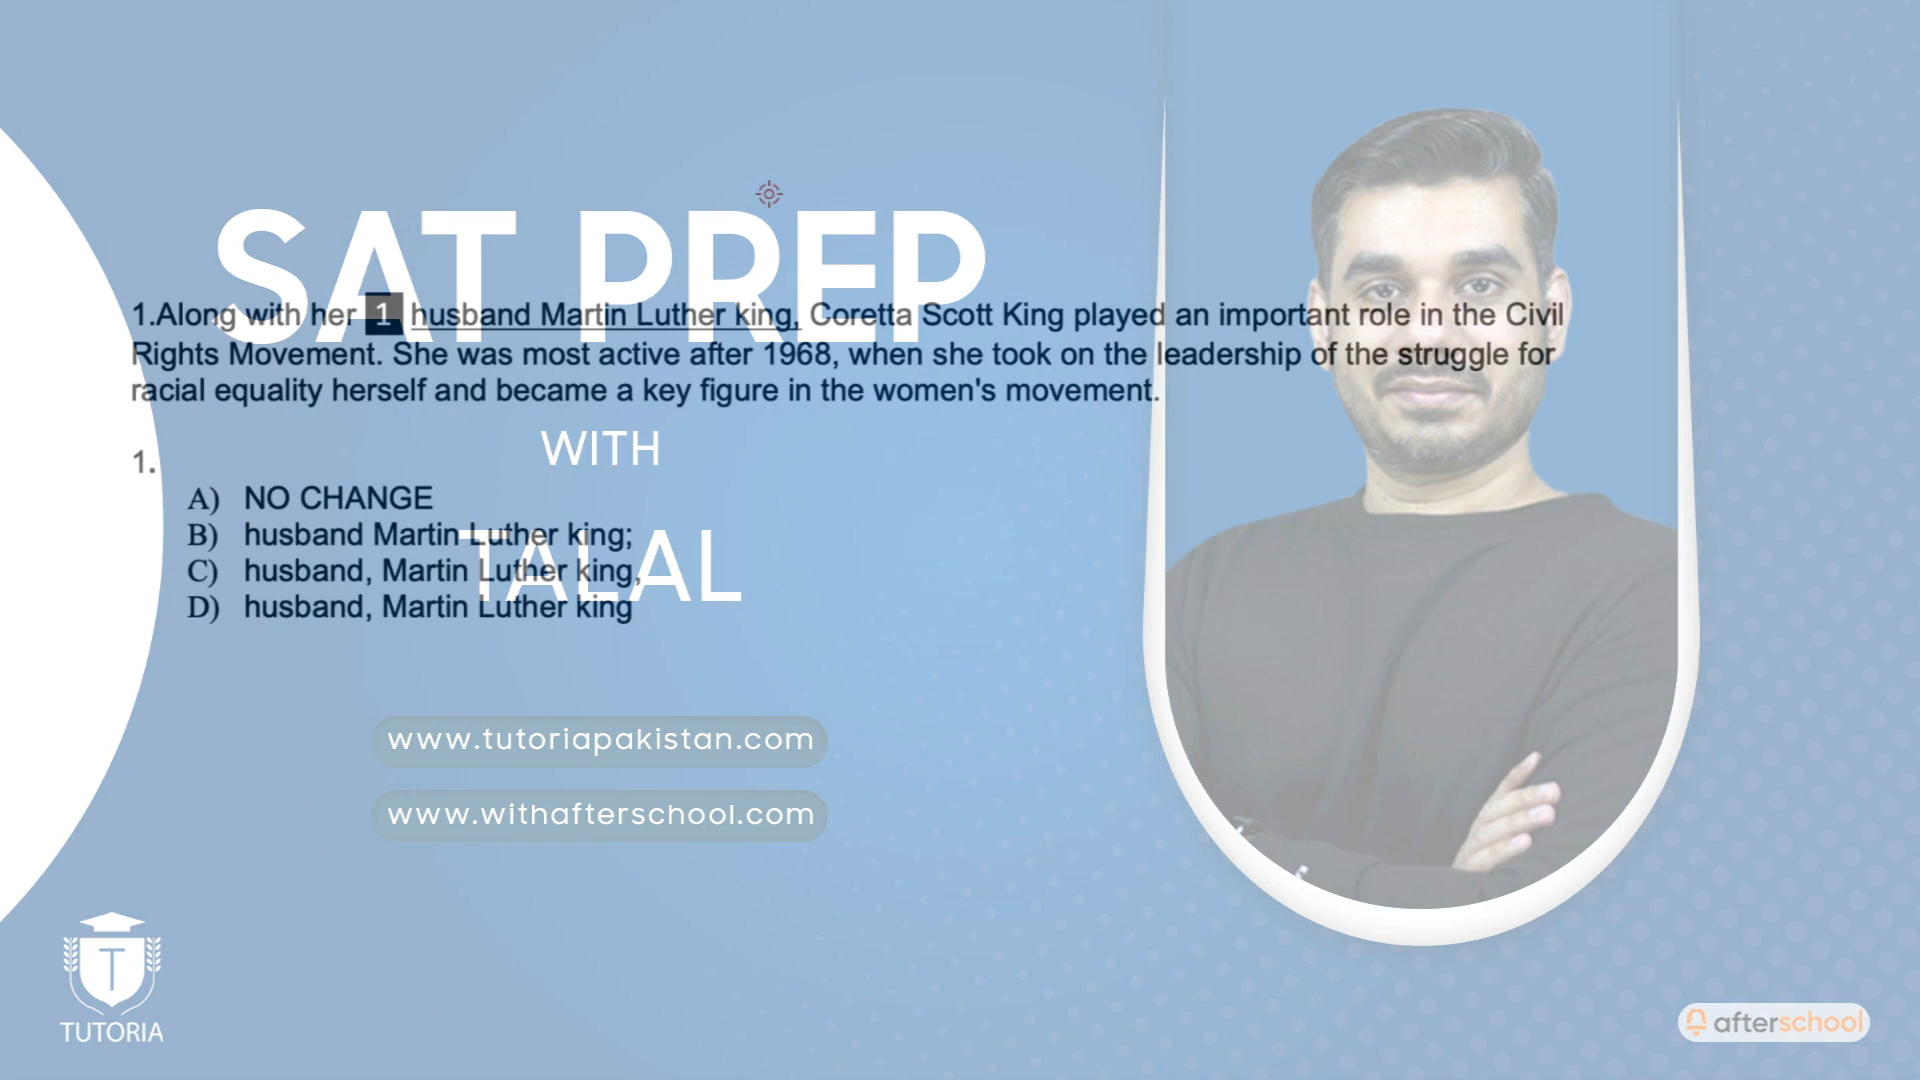 SAT PREP
1.Along with her 1 husband Martin Luther king, Coretta Scott King played an important role in the Civil
Rights Movement. She was most active after 1968, when she took on the leadership of the struggle for
racial equality herself and became a key figure in the women's movement.
WITH
1.
A) NO CHANGE
B) husband Martin Luther king;
C) husband, Martin Luther king,
D) husband, Martin Luther king
TALAL
www.tutoriapakistan.com
www.withafterschool.com
T
TUTORIA
afterschool